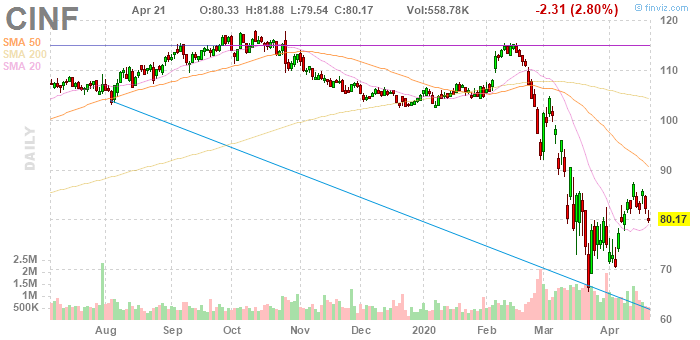 CINF Apr 21 O:80.33 H:81.88 L:79.54 C:80.17 Vol:558.78K -2.31 (2.80%) © finviz.com
SMA 50
SMA 200
SMA 20
DAILY
120
110
100
90
80.17
70
60
2.5M
2M
1.5M
1M
500K
Aug Sep Oct Nov Dec 2020 Feb Mar Apr